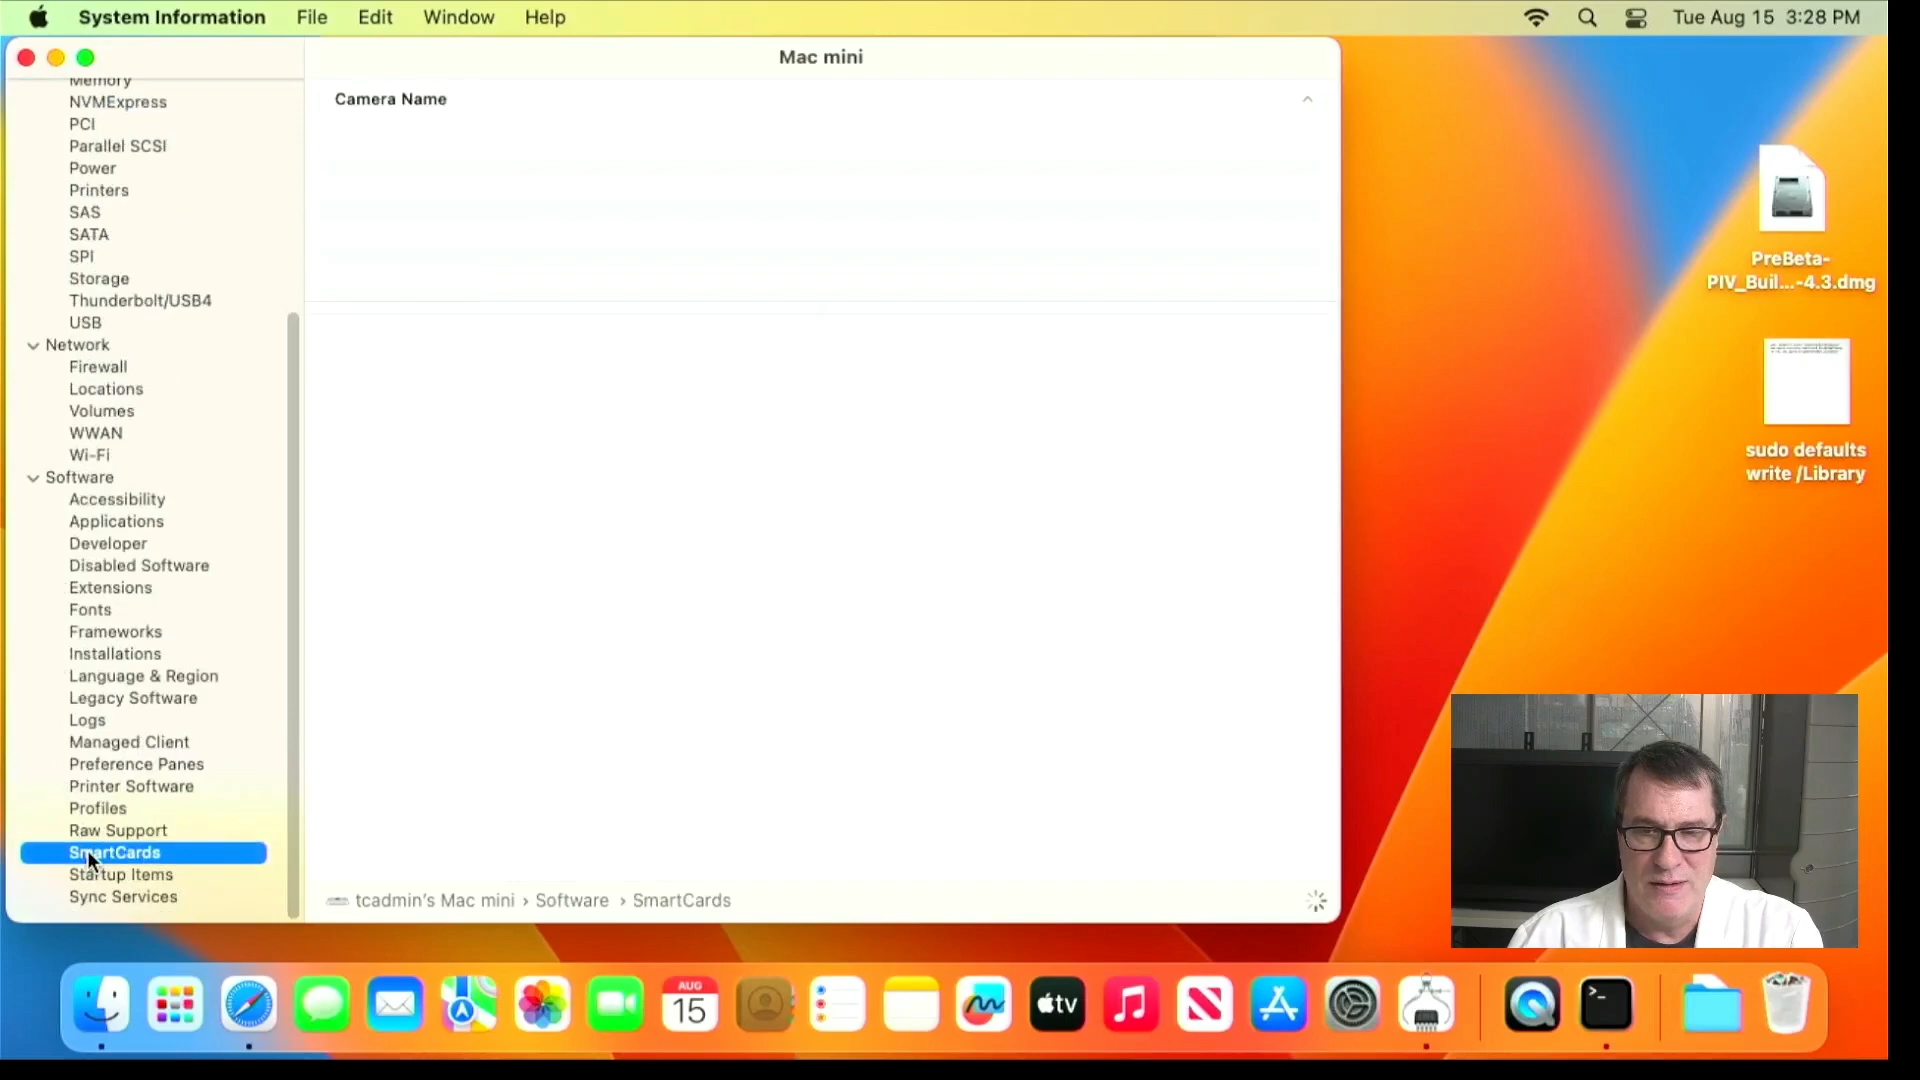 System Information File Edit Window Help
Tue Aug 15 3:28 PM
Mac mini
Memory
NVMExpress
PCI
Parallel SCSI
Power
Printers
SAS
SATA
SPI
Storage
Thunderbolt/USB4
USB
Network
Firewall
Locations
Volumes
WWAN
Wi-Fi
Software
Accessibility
Applications
Developer
Disabled Software
Extensions
Fonts
Frameworks
Installations
Language & Region
Legacy Software
Logs
Managed Client
Preference Panes
Printer Software
Profiles
Raw Support
SmartCards
Startup Items
Sync Services
Camera Name
tcadmin's Mac mini › Software › SmartCards
PreBeta-
PIV_Buil...-4.3.dmg
sudo defaults
write /Library
AUG
15
tv
>_